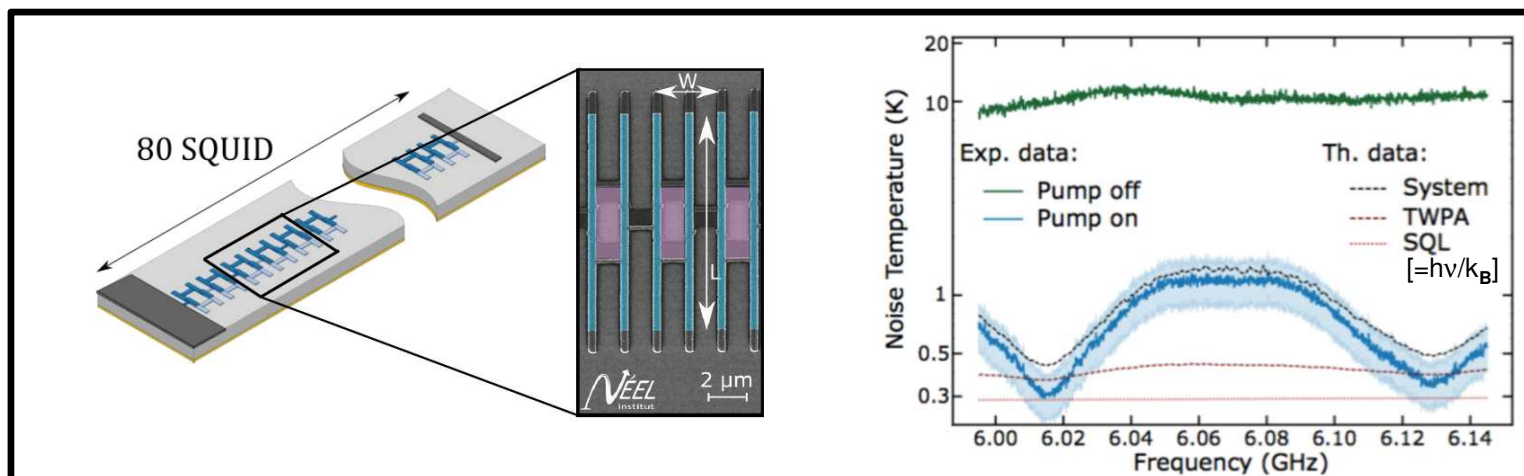 80 SQUID
W
L
NÉEL
institut
2 μm
Noise Temperature (K)
20
10
1
0.5
0.3
Exp. data:
Pump off
Pump on
Th. data:
System
TWPA
SQL
[=hν/kB]
6.00 6.02 6.04 6.06 6.08 6.10 6.12 6.14
Frequency (GHz)